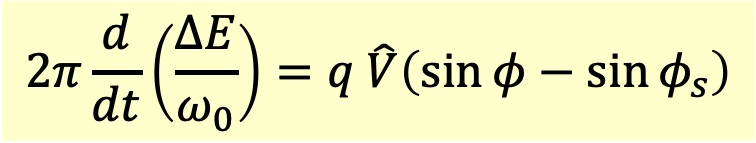 2π d/dt (ΔE/ω₀) = q V̂(sin ϕ − sin ϕₛ)